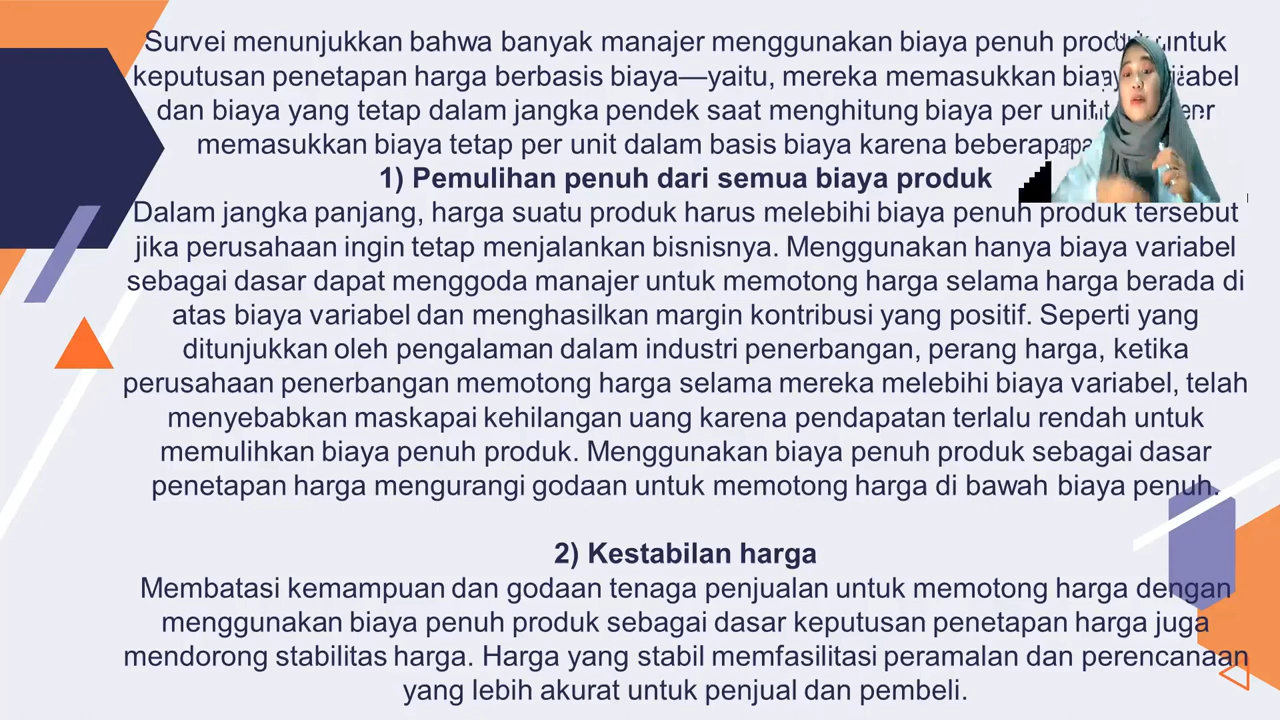 Survei menunjukkan bahwa banyak manajer menggunakan biaya penuh produk untuk
keputusan penetapan harga berbasis biaya—yaitu, mereka memasukkan
dan biaya yang tetap dalam jangka pendek saat menghitung biaya per
memasukkan biaya tetap per unit dalam basis biaya karena
1) Pemulihan penuh dari semua biaya produk
Dalam jangka panjang, harga suatu produk harus melebihi biaya penuh produk tersebut
jika perusahaan ingin tetap menjalankan bisnisnya. Menggunakan hanya biaya variabel
sebagai dasar dapat menggoda manajer untuk memotong harga selama harga berada di
atas biaya variabel dan menghasilkan margin kontribusi yang positif. Seperti yang
ditunjukkan oleh pengalaman dalam industri penerbangan, perang harga, ketika
perusahaan penerbangan memotong harga selama mereka melebihi biaya variabel, telah
menyebabkan maskapai kehilangan uang karena pendapatan terlalu rendah untuk
memulihkan biaya penuh produk. Menggunakan biaya penuh produk sebagai dasar
penetapan harga mengurangi godaan untuk memotong harga di bawah biaya penuh.
2) Kestabilan harga
Membatasi kemampuan dan godaan tenaga penjualan untuk memotong harga dengan
menggunakan biaya penuh produk sebagai dasar keputusan penetapan harga juga
mendorong stabilitas harga. Harga yang stabil memfasilitasi peramalan dan perencanaan
yang lebih akurat untuk penjual dan pembeli.